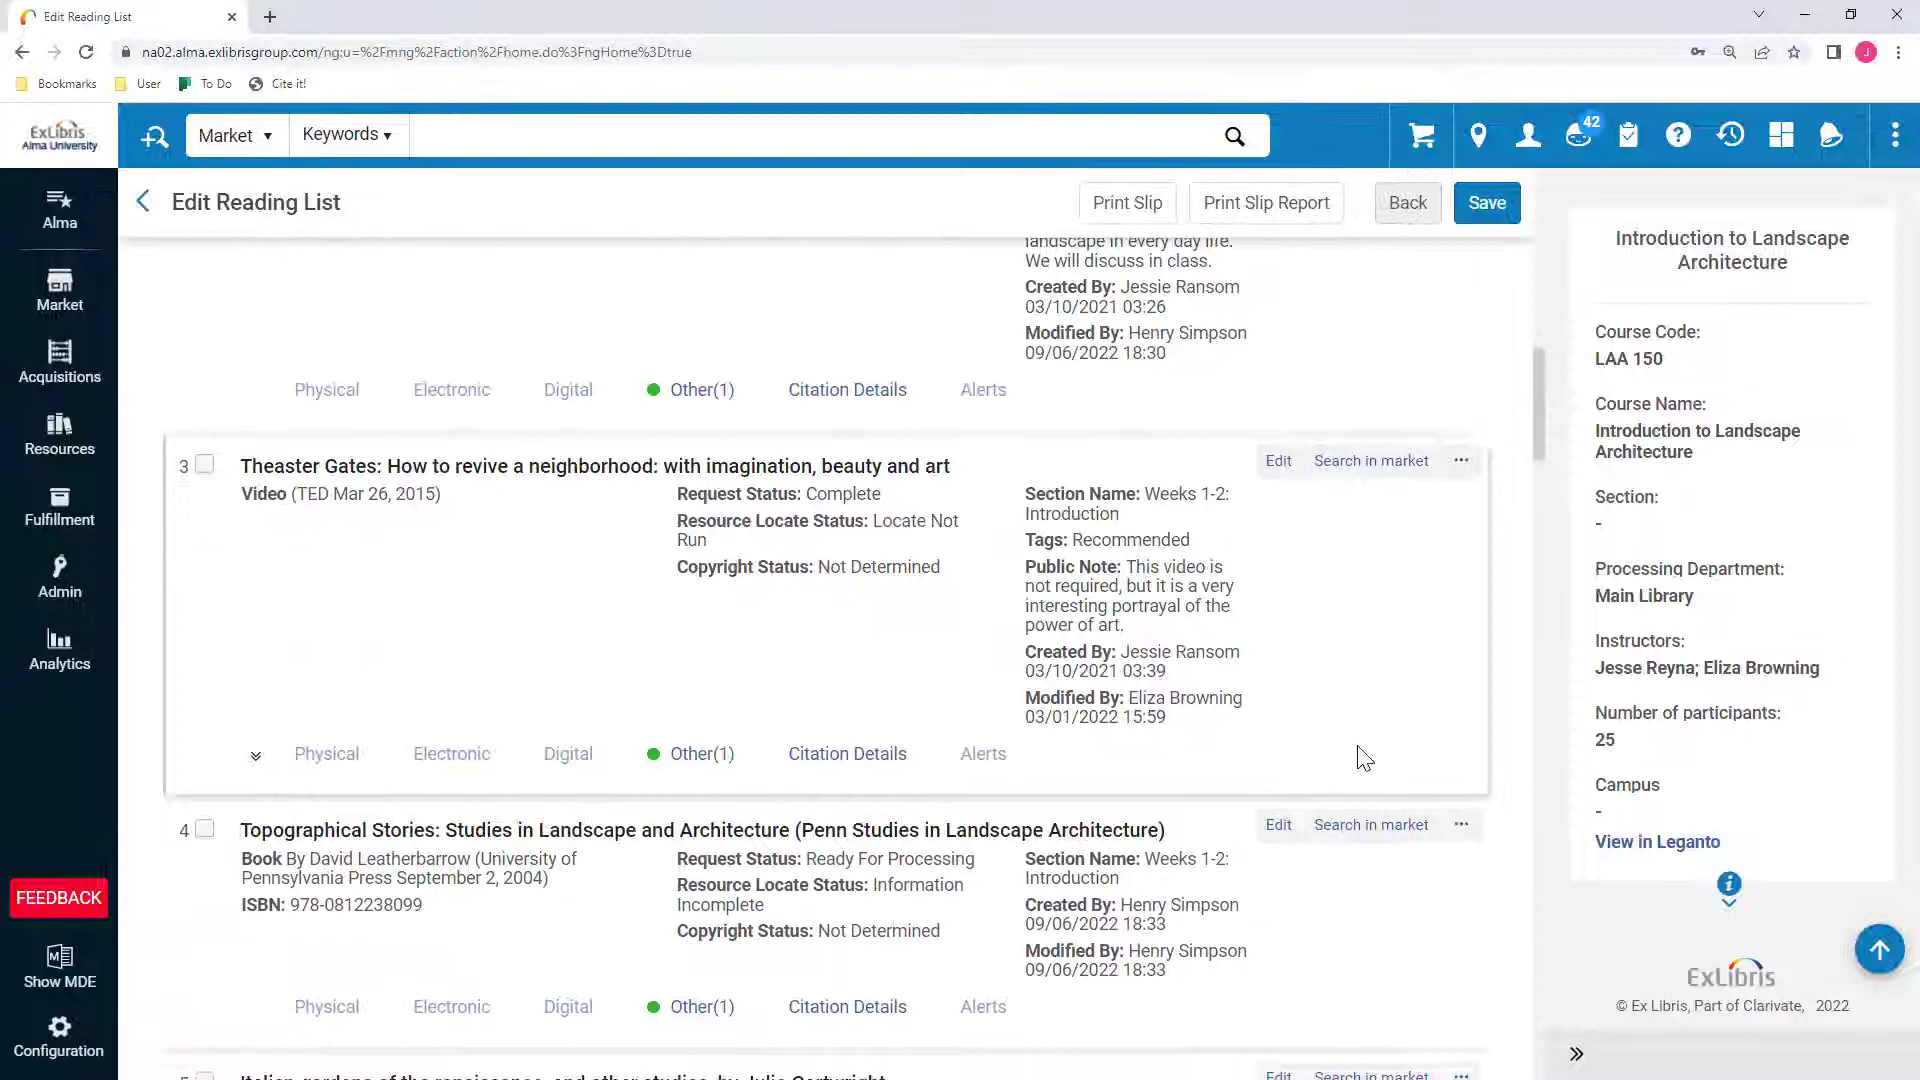 Edit Reading List
na02.alma.exlibrisgroup.com/ng;u=%2Fmng%2Faction%2Fhome.do%3FngHome%3Dtrue
J
Bookmarks User To Do Cite it!
ExLibris
Alma University
Market Keywords
42
Edit Reading List
Print Slip Print Slip Report Back Save
Alma
Market
Acquisitions
Resources
Fulfillment
Admin
Analytics
FEEDBACK
Show MDE
Configuration
landscape in every day life.
We will discuss in class.
Created By: Jessie Ransom
03/10/2021 03:26
Modified By: Henry Simpson
09/06/2022 18:30
Physical Electronic Digital Other(1) Citation Details Alerts
3 Theaster Gates: How to revive a neighborhood: with imagination, beauty and art
Edit Search in market
Video (TED Mar 26, 2015)
Request Status: Complete
Resource Locate Status: Locate Not
Run
Copyright Status: Not Determined
Section Name: Weeks 1-2:
Introduction
Tags: Recommended
Public Note: This video is
not required, but it is a very
interesting portrayal of the
power of art.
Created By: Jessie Ransom
03/10/2021 03:39
Modified By: Eliza Browning
03/01/2022 15:59
Physical Electronic Digital Other(1) Citation Details Alerts
4 Topographical Stories: Studies in Landscape and Architecture (Penn Studies in Landscape Architecture)
Edit Search in market
Book By David Leatherbarrow (University of
Pennsylvania Press September 2, 2004)
ISBN: 978-0812238099
Request Status: Ready For Processing
Resource Locate Status: Information
Incomplete
Copyright Status: Not Determined
Section Name: Weeks 1-2:
Introduction
Created By: Henry Simpson
09/06/2022 18:33
Modified By: Henry Simpson
09/06/2022 18:33
Physical Electronic Digital Other(1) Citation Details Alerts
5 Italian gardens of the renaissance, and other studies, by Julia Cartwright
Edit Search in market
Introduction to Landscape
Architecture
Course Code:
LAA 150
Course Name:
Introduction to Landscape
Architecture
Section:
-
Processing Department:
Main Library
Instructors:
Jesse Reyna; Eliza Browning
Number of participants:
25
Campus
-
View in Leganto
ExLibris
© Ex Libris, Part of Clarivate, 2022